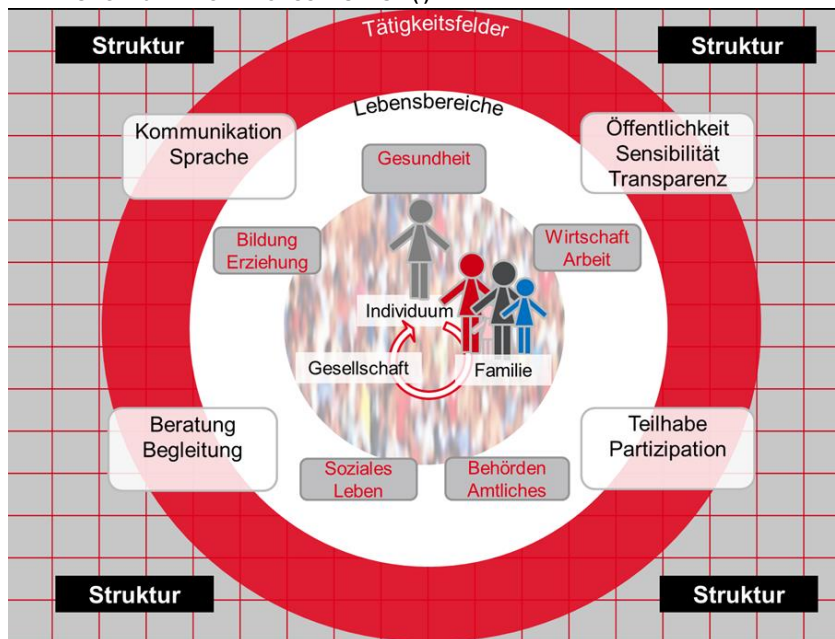 Struktur
Tätigkeitsfelder
Struktur
Lebensbereiche
Kommunikation
Sprache
Öffentlichkeit
Sensibilität
Transparenz
Gesundheit
Bildung
Erziehung
Wirtschaft
Arbeit
Individuum
Gesellschaft
Familie
Beratung
Begleitung
Teilhabe
Partizipation
Soziales
Leben
Behörden
Amtliches
Struktur
Struktur